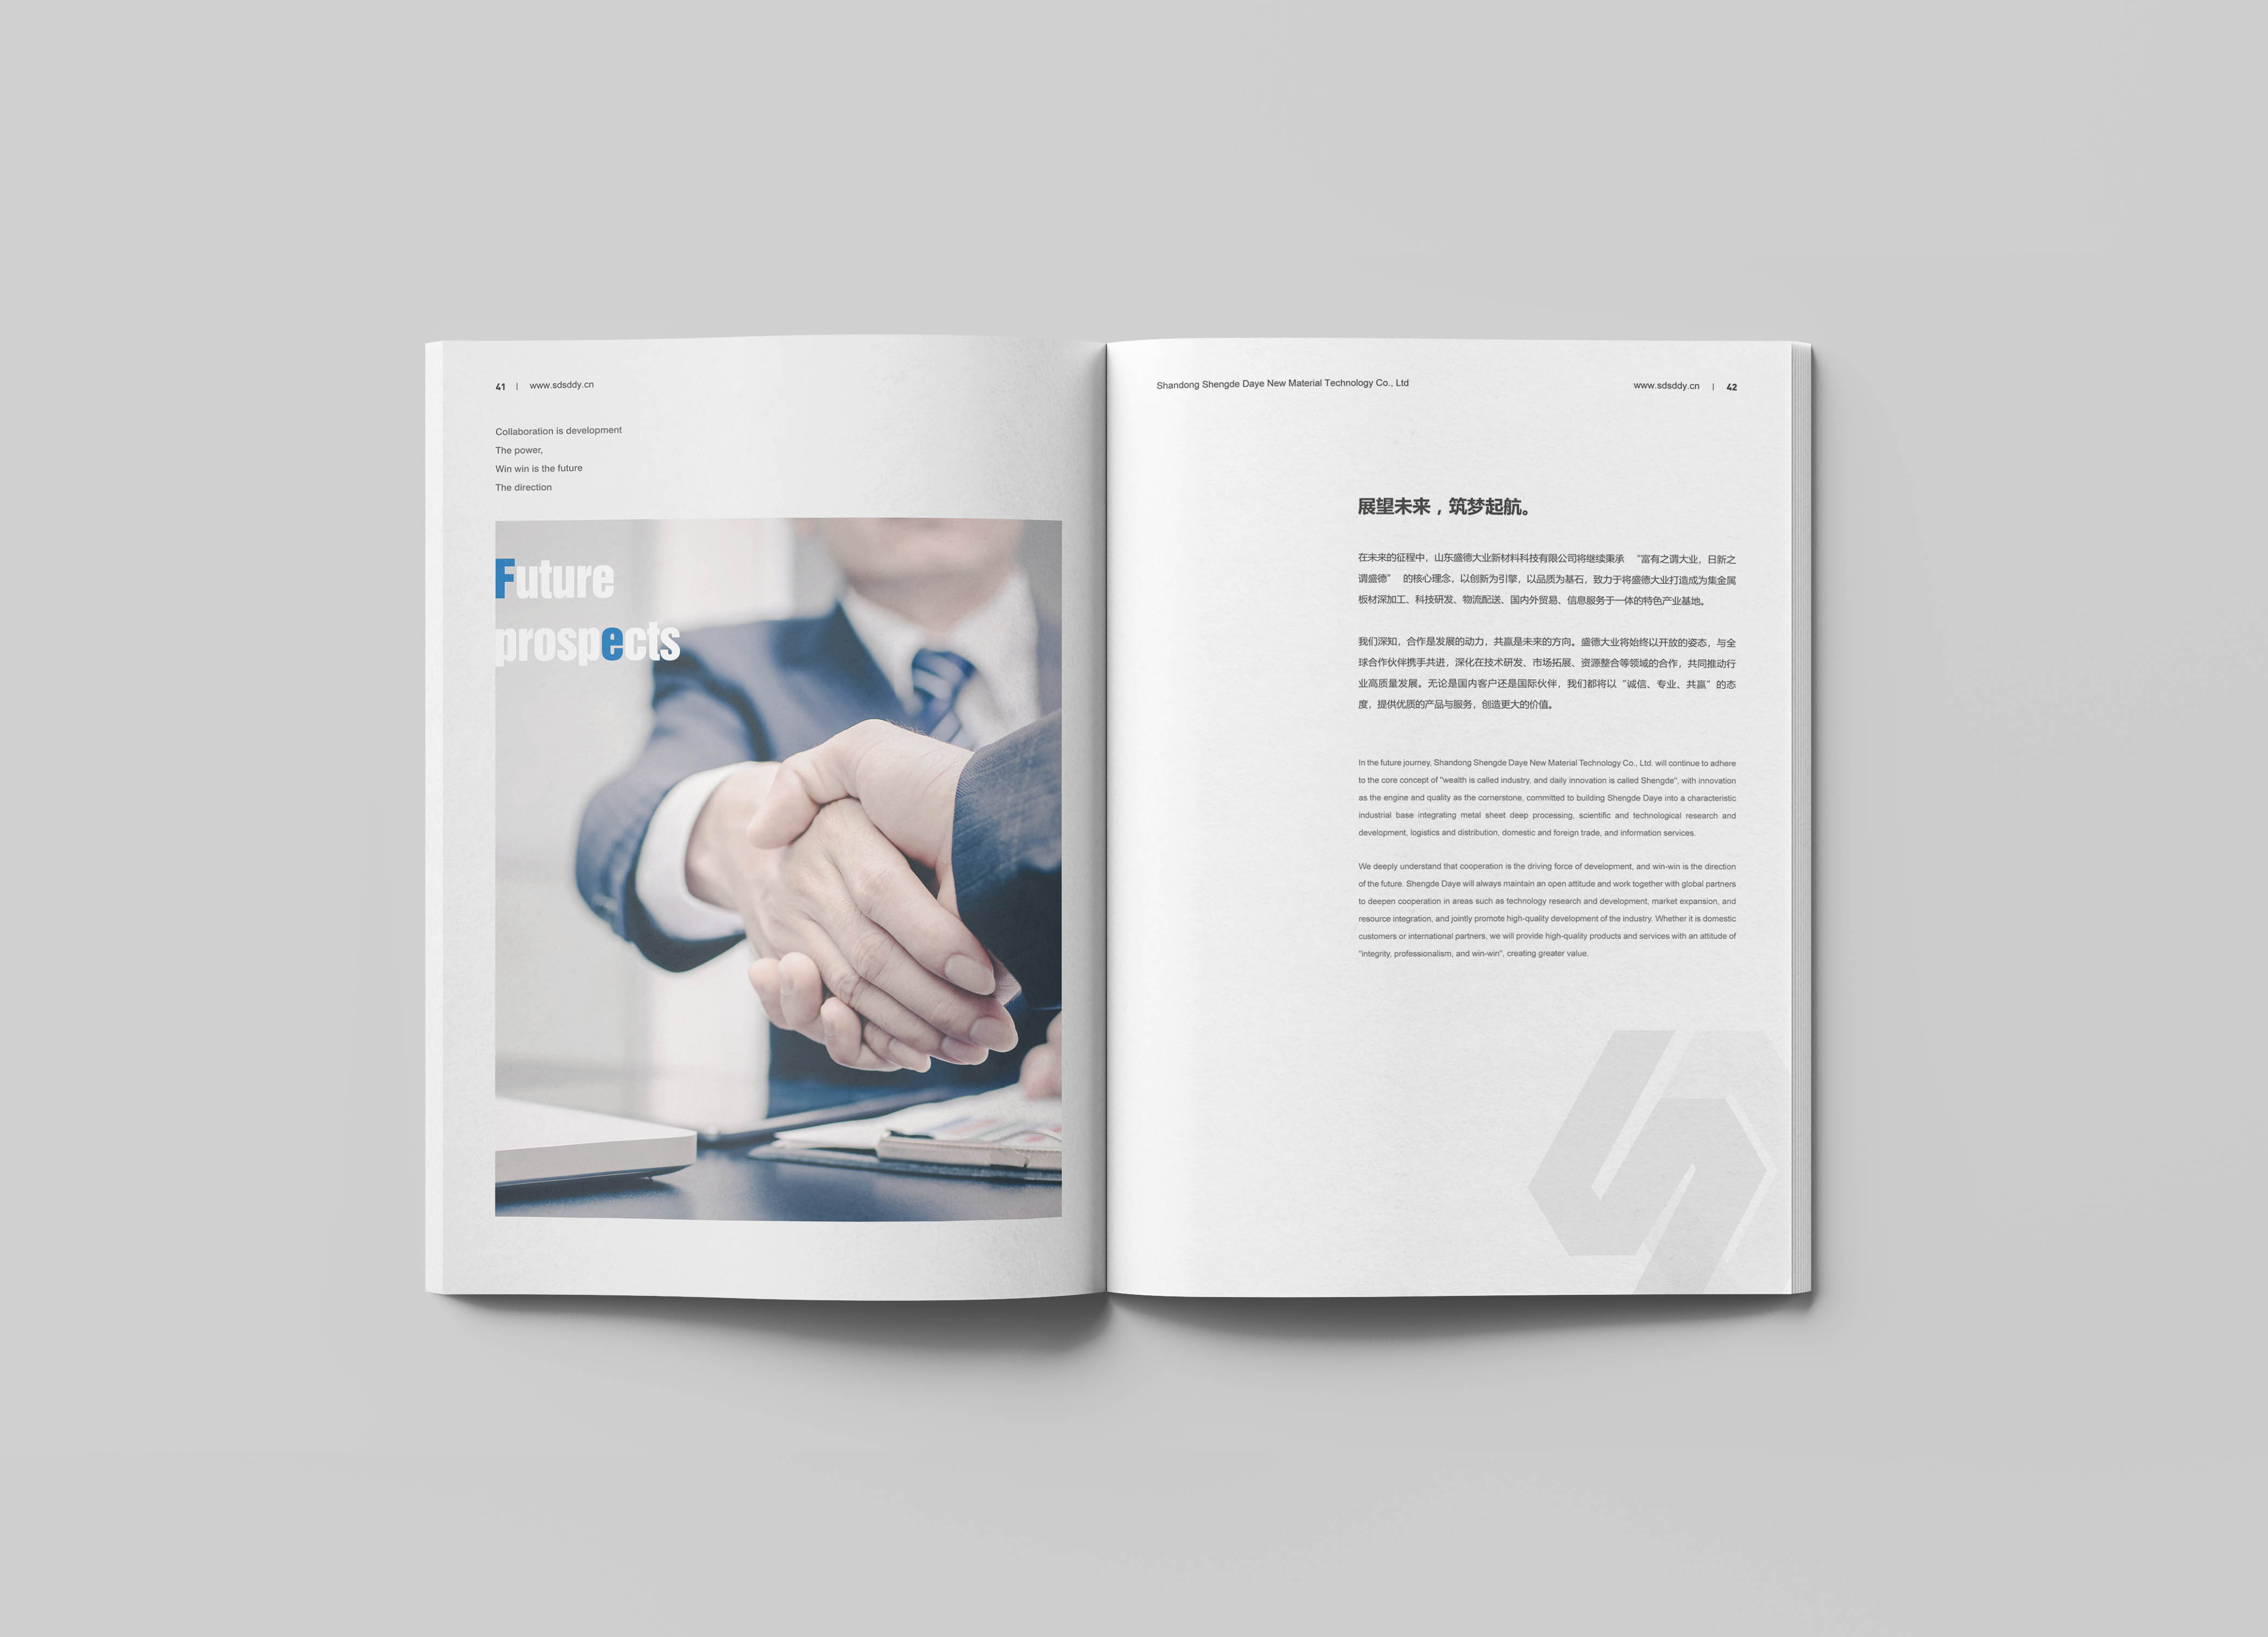 41 | www.sdsddy.cn
Collaboration is development
The power,
Win win is the future
The direction
Future
prospects
Shandong Shengde Daye New Material Technology Co., Ltd
www.sdsddy.cn | 42
展望未来，筑梦起航。
在未来的征程中，山东盛德大业新材料科技有限公司将继续秉承 “富有之谓大业，日新之
谓盛德” 的核心理念，以创新为引擎，以品质为基石，致力于将盛德大业打造成为集金属
板材深加工、科技研发、物流配送、国内外贸易、信息服务于一体的特色产业基地。
我们深知，合作是发展的动力，共赢是未来的方向。盛德大业将始终以开放的姿态，与全
球合作伙伴携手共进，深化在技术研发、市场拓展、资源整合等领域的合作，共同推动行
业高质量发展。无论是国内客户还是国际伙伴，我们都将以“诚信、专业、共赢”的态
度，提供优质的产品与服务，创造更大的价值。
In the future journey, Shandong Shengde Daye New Material Technology Co., Ltd. will continue to adhere
to the core concept of "wealth is called industry, and daily innovation is called Shengde", with innovation
as the engine and quality as the cornerstone, committed to building Shengde Daye into a characteristic
industrial base integrating metal sheet deep processing, scientific and technological research and
development, logistics and distribution, domestic and foreign trade, and information services.
We deeply understand that cooperation is the driving force of development, and win-win is the direction
of the future. Shengde Daye will always maintain an open attitude and work together with global partners
to deepen cooperation in areas such as technology research and development, market expansion, and
resource integration, and jointly promote high-quality development of the industry. Whether it is domestic
customers or international partners, we will provide high-quality products and services with an attitude of
"integrity, professionalism, and win-win", creating greater value.